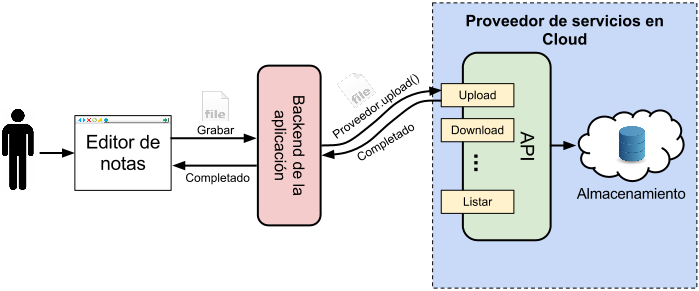 Proveedor de servicios en
Cloud
file
file
Editor de
notas
Grabar
Completado
Backend de la
aplicación
Proveedor.upload()
Completado
Upload
Download
...
Listar
API
Almacenamiento